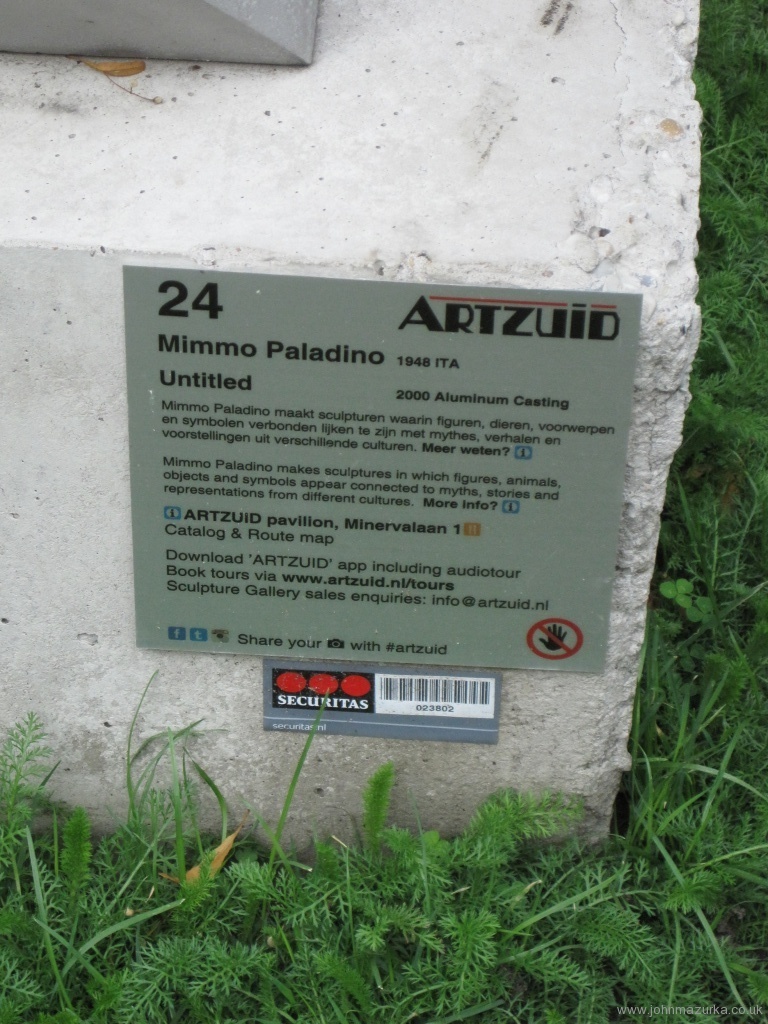 24
ARTZUiD
Mimmo Paladino 1948 ITA
Untitled
2000 Aluminum Casting
Mimmo Paladino maakt sculpturen waarin figuren, dieren, voorwerpen
en symbolen verbonden lijken te zijn met mythes, verhalen en
voorstellingen uit verschillende culturen. Meer weten? i
Mimmo Paladino makes sculptures in which figures, animals,
objects and symbols appear connected to myths, stories and
representations from different cultures. More info? i
i ARTZUiD pavilion, Minervalaan 1
Catalog & Route map
Download 'ARTZUID' app including audiotour
Book tours via www.artzuid.nl/tours
Sculpture Gallery sales enquiries: info@artzuid.nl
f t Share your with #artzuid
SECURITAS
023802
securitas.nl
www.johnmazurka.co.uk